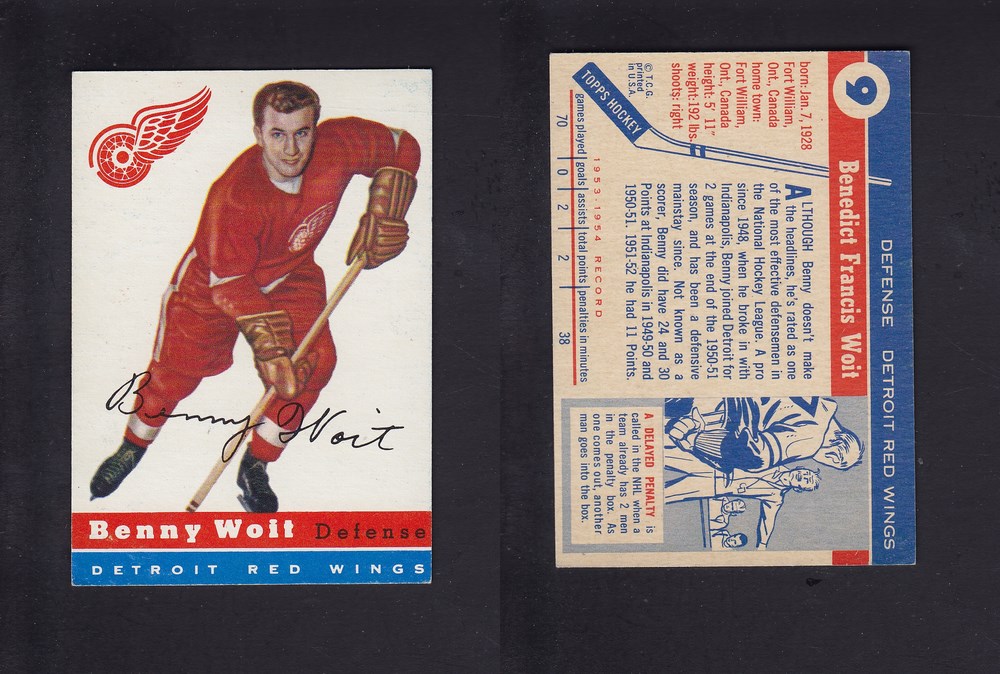 Benny Woit
Benny Woit Defense
DETROIT RED WINGS
9
DEFENSE DETROIT RED WINGS
Benedict Francis Woit
born: Jan. 7, 1928
Fort William,
Ont., Canada
home town:
Fort William,
Ont., Canada
height: 5' 11"
weight: 192 lbs.
shoots: right
© T.C.G.
printed
in U.S.A.
TOPPS HOCKEY
ALTHOUGH Benny doesn't make
the headlines, he's rated as one
of the most effective defensemen in
the National Hockey League. A pro
since 1948, when he broke in with
Indianapolis, Benny joined Detroit for
2 games at the end of the 1950-51
season, and has been a defensive
mainstay since. Not known as a
scorer, Benny did have 24 and 30
Points at Indianapolis in 1949-50 and
1950-51. 1951-52 he had 11 Points.
1953-1954 RECORD
games played goals assists total points penalties in minutes
70 0 2 2 38
A DELAYED PENALTY is
called in the NHL when a
team already has 2 men
in the penalty box. As
one comes out, another
man goes into the box.